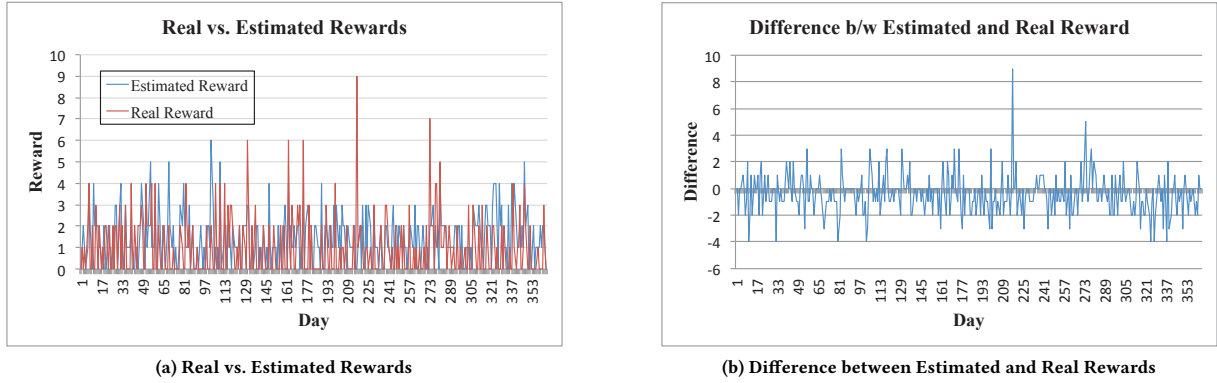 Real vs. Estimated Rewards
10
9
8
7
6
5
4
3
2
1
0
Reward
Estimated Reward
Real Reward
1 17 33 49 65 81 97 113 129 145 161 177 193 209 225 241 257 273 289 305 321 337 353
Day
(a) Real vs. Estimated Rewards
Difference b/w Estimated and Real Reward
10
8
6
4
2
0
-2
-4
-6
Difference
1 17 33 49 65 81 97 113 129 145 161 177 193 209 225 241 257 273 289 305 321 337 353
Day
(b) Difference between Estimated and Real Rewards